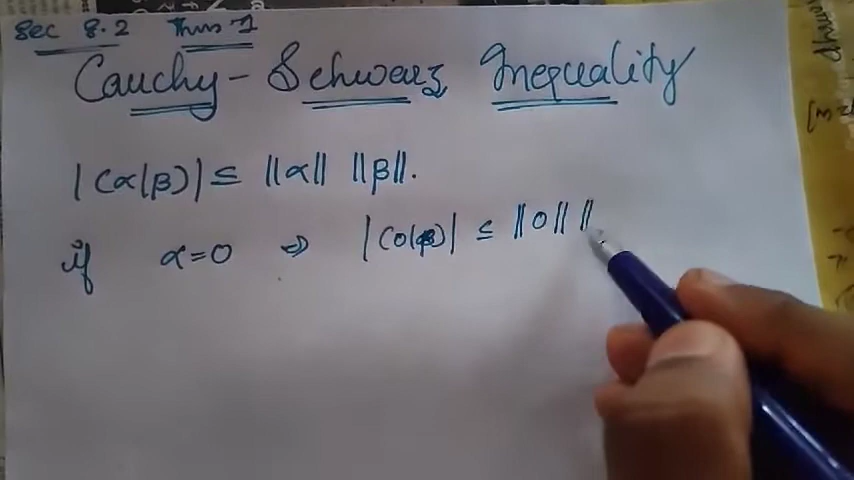 Sec 8.2 Thm 1
Cauchy-Schwarz Inequality
|(α|β)| ≤ ||α|| ||β||.
if α=0 ⇒ |(0|β)| ≤ ||0|| ||